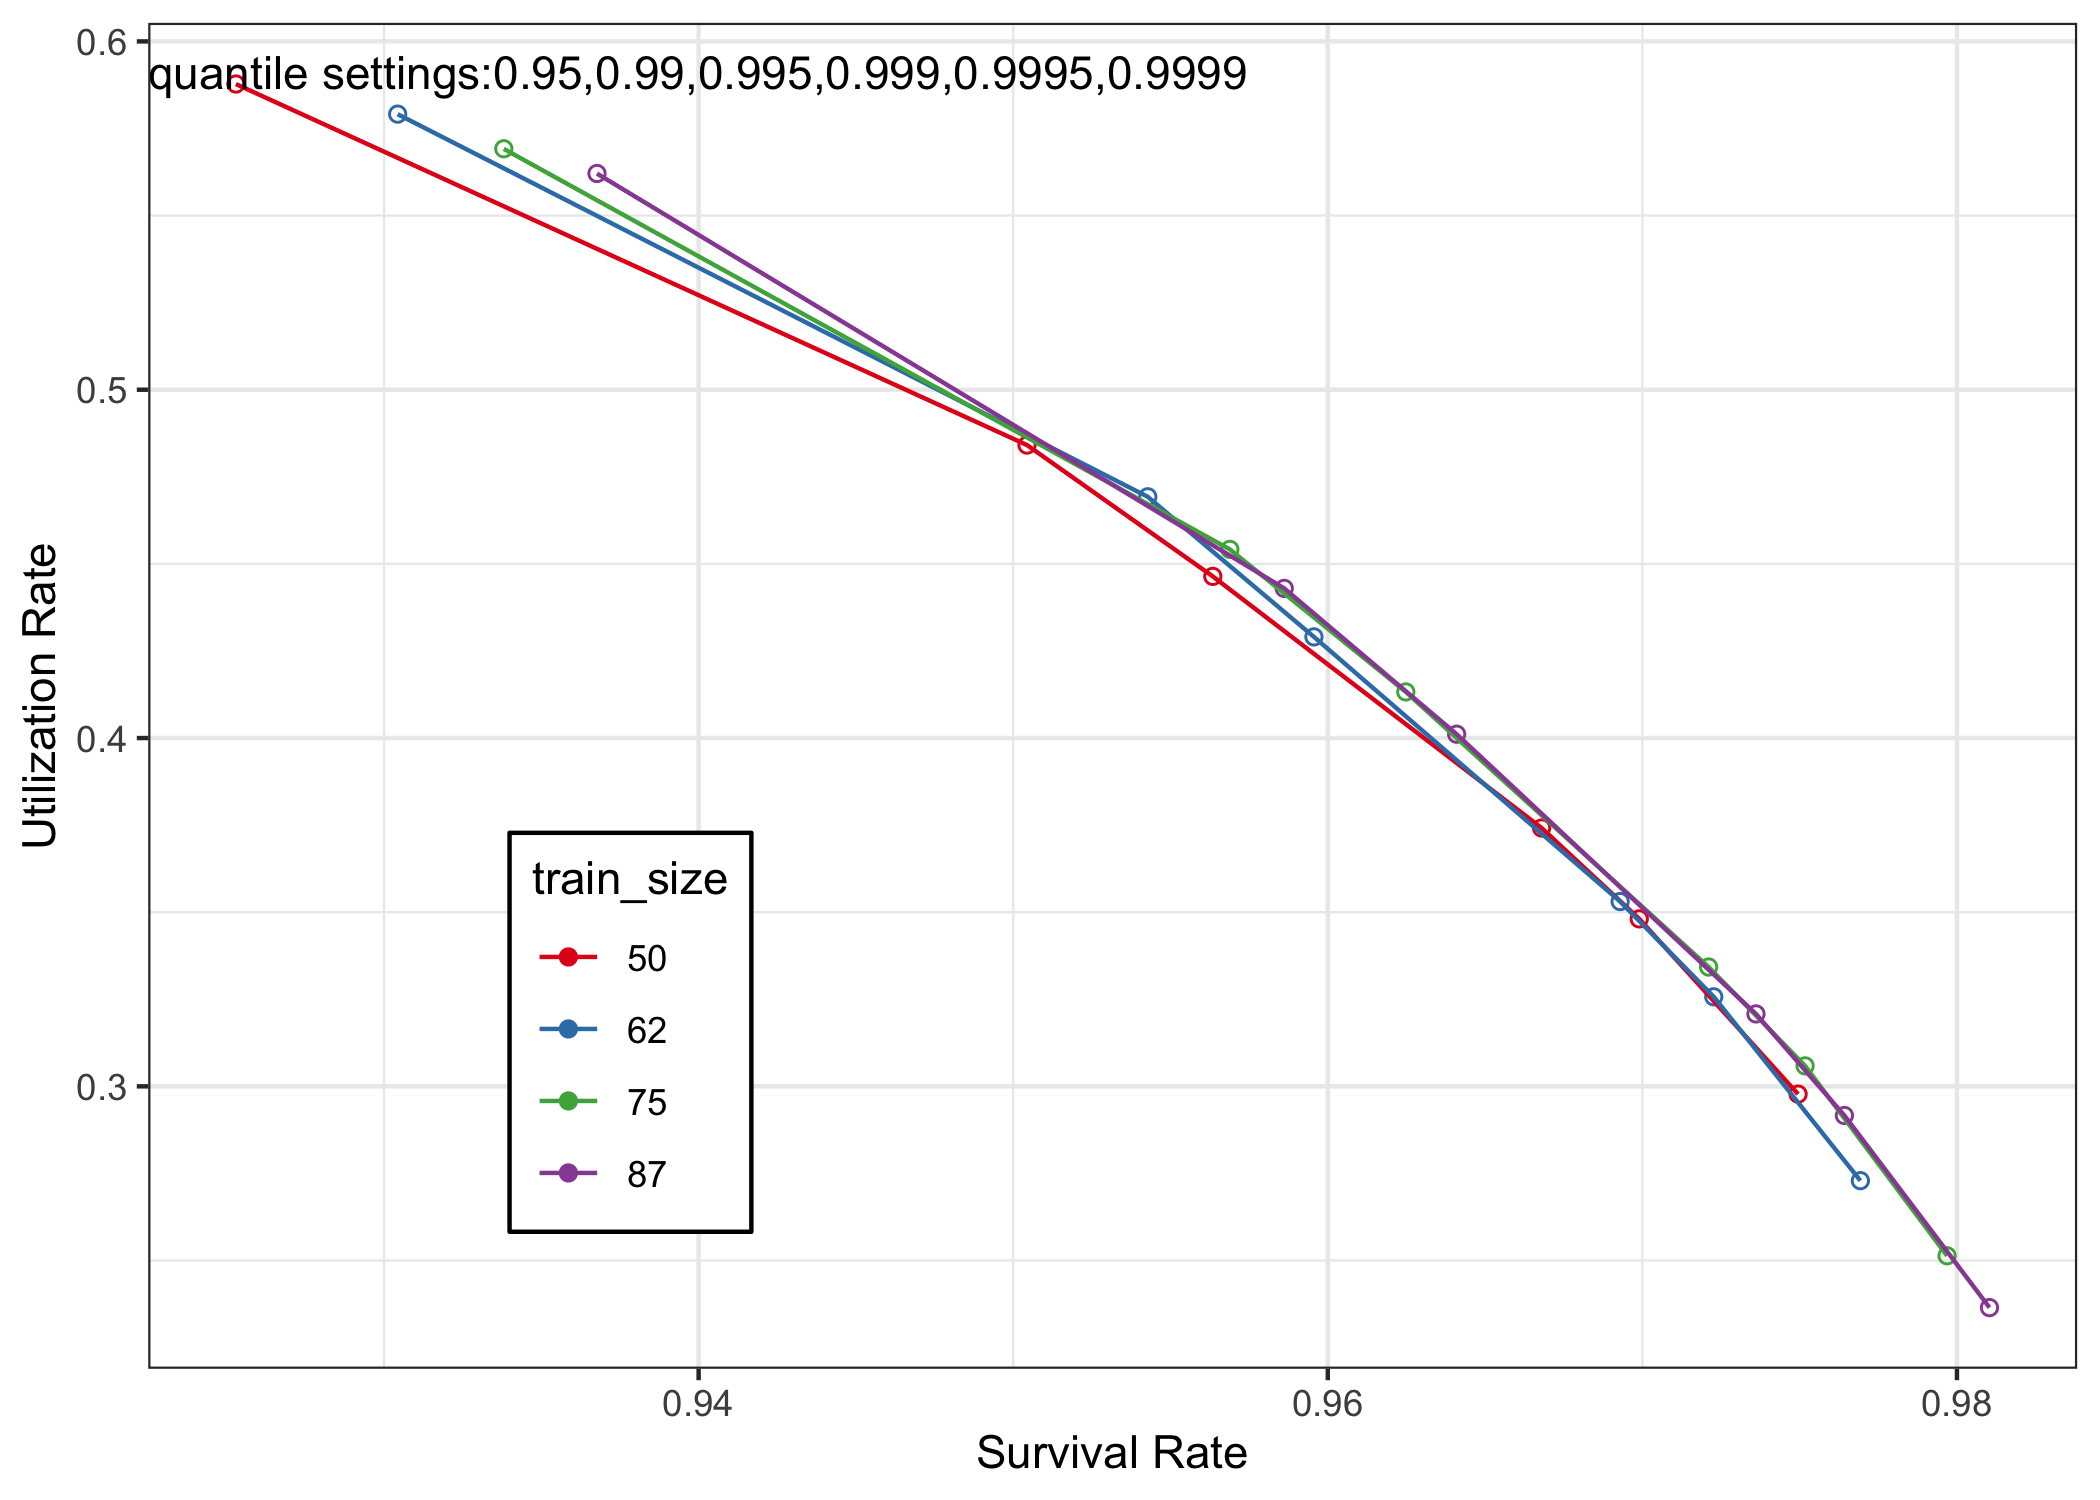 quantile settings:0.95,0.99,0.995,0.999,0.9995,0.9999
0.6
0.5
0.4
0.3
Utilization Rate
train_size
50
62
75
87
0.94 0.96 0.98
Survival Rate